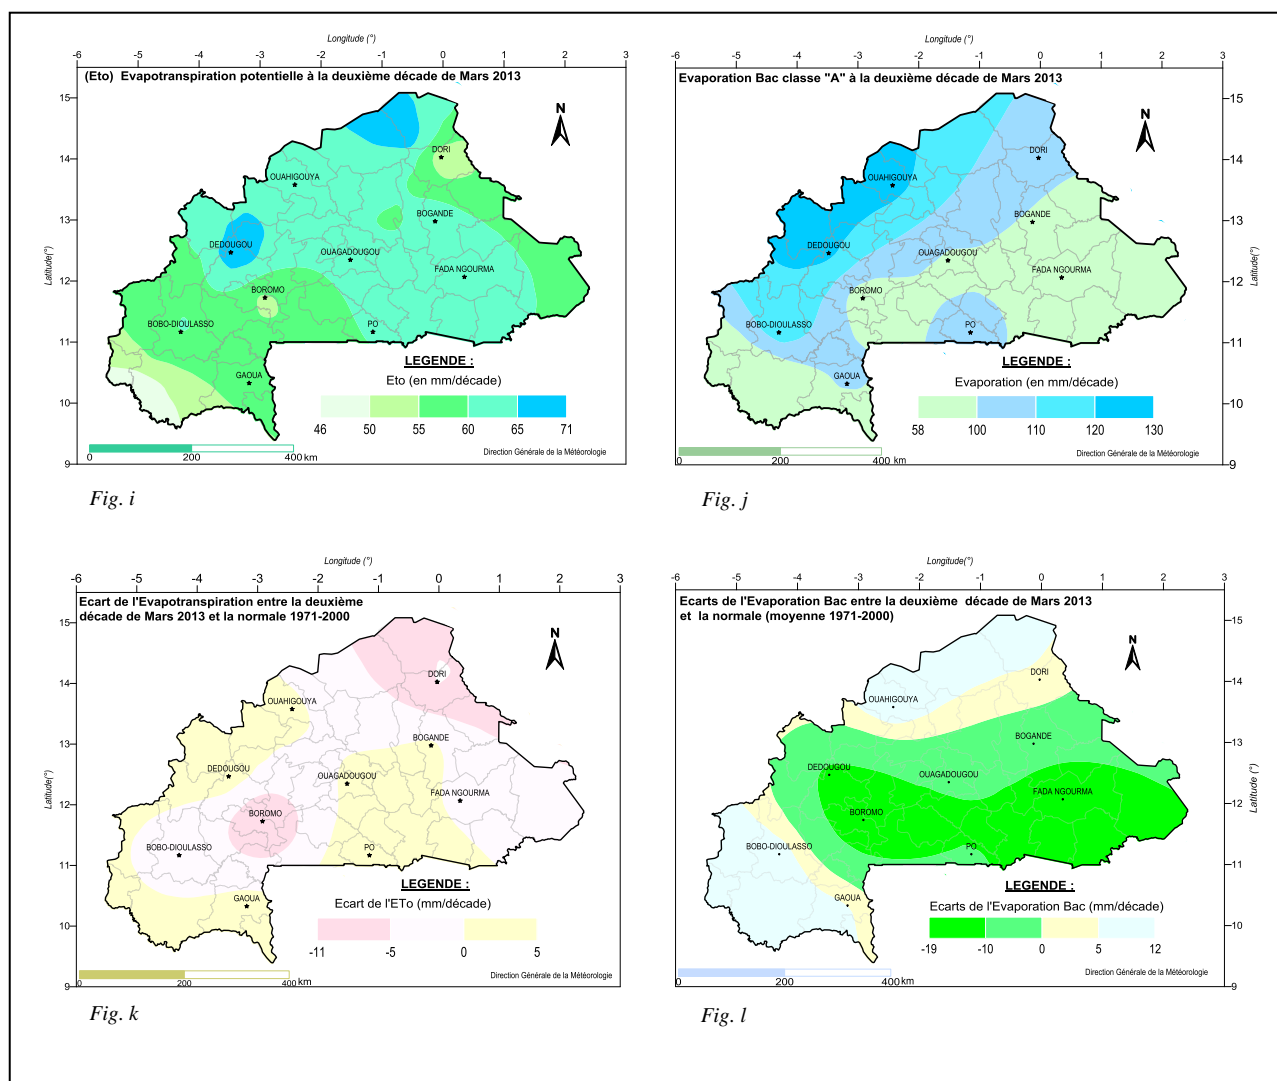 Longitude (°)
-6 -5 -4 -3 -2 -1 0 1 2 3
(Eto) Evapotranspiration potentielle à la deuxième décade de Mars 2013
15
14
13
12
11
10
9
Latitude(°)
N
DORI
OUAHIGOUYA
BOGANDE
DEDOUGOU
OUAGADOUGOU
FADA NGOURMA
BOROMO
BOBO-DIOULASSO
PO
GAOUA
LEGENDE :
Eto (en mm/décade)
46 50 55 60 65 71
0 200 400 km
Direction Générale de la Météorologie
Fig. i
Longitude (°)
-6 -5 -4 -3 -2 -1 0 1 2 3
Evaporation Bac classe "A" à la deuxième décade de Mars 2013
15
14
13
12
11
10
9
Latitude(°)
N
DORI
OUAHIGOUYA
BOGANDE
DEDOUGOU
OUAGADOUGOU
FADA NGOURMA
BOROMO
BOBO-DIOULASSO
PO
GAOUA
LEGENDE :
Evaporation (en mm/décade)
58 100 110 120 130
0 200 400 km
Direction Générale de la Météorologie
Fig. j
Longitude (°)
-6 -5 -4 -3 -2 -1 0 1 2 3
Ecart de l'Evapotranspiration entre la deuxième
décade de Mars 2013 et la normale 1971-2000
15
14
13
12
11
10
9
Latitude(°)
N
DORI
OUAHIGOUYA
BOGANDE
DEDOUGOU
OUAGADOUGOU
FADA NGOURMA
BOROMO
BOBO-DIOULASSO
PO
GAOUA
LEGENDE :
Ecart de l'ETo (mm/décade)
-11 -5 0 5
0 200 400 km
Direction Générale de la Météorologie
Fig. k
Longitude(°)
-6 -5 -4 -3 -2 -1 0 1 2 3
Ecarts de l'Evaporation Bac entre la deuxième décade de Mars 2013
et la normale (moyenne 1971-2000)
15
14
13
12
11
10
9
Latitude (°)
N
DORI
OUAHIGOUYA
BOGANDE
DEDOUGOU
OUAGADOUGOU
FADA NGOURMA
BOROMO
BOBO-DIOULASSO
PO
GAOUA
LEGENDE :
Ecarts de l'Evaporation Bac (mm/décade)
-19 -10 0 5 12
0 200 400 km
Direction Générale de la Météorologie
Fig. l